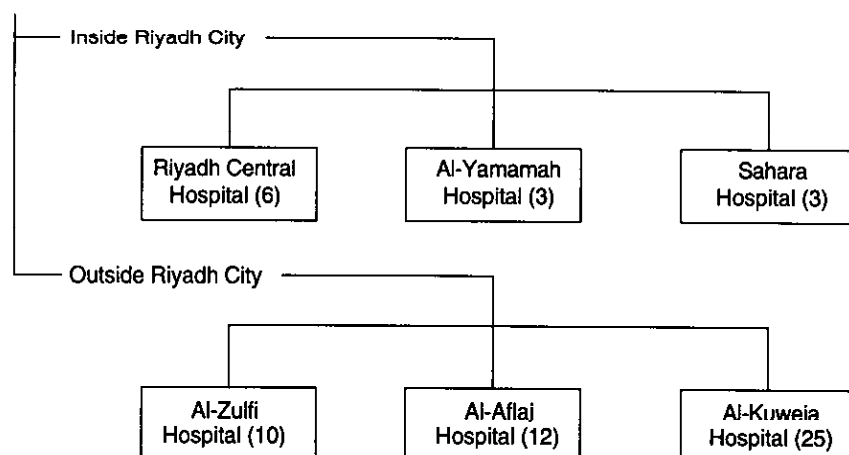 Inside Riyadh City
Riyadh Central
Hospital (6)
Al-Yamamah
Hospital (3)
Sahara
Hospital (3)
Outside Riyadh City
Al-Zulfi
Hospital (10)
Al-Aflaj
Hospital (12)
Al-Kuweia
Hospital (25)